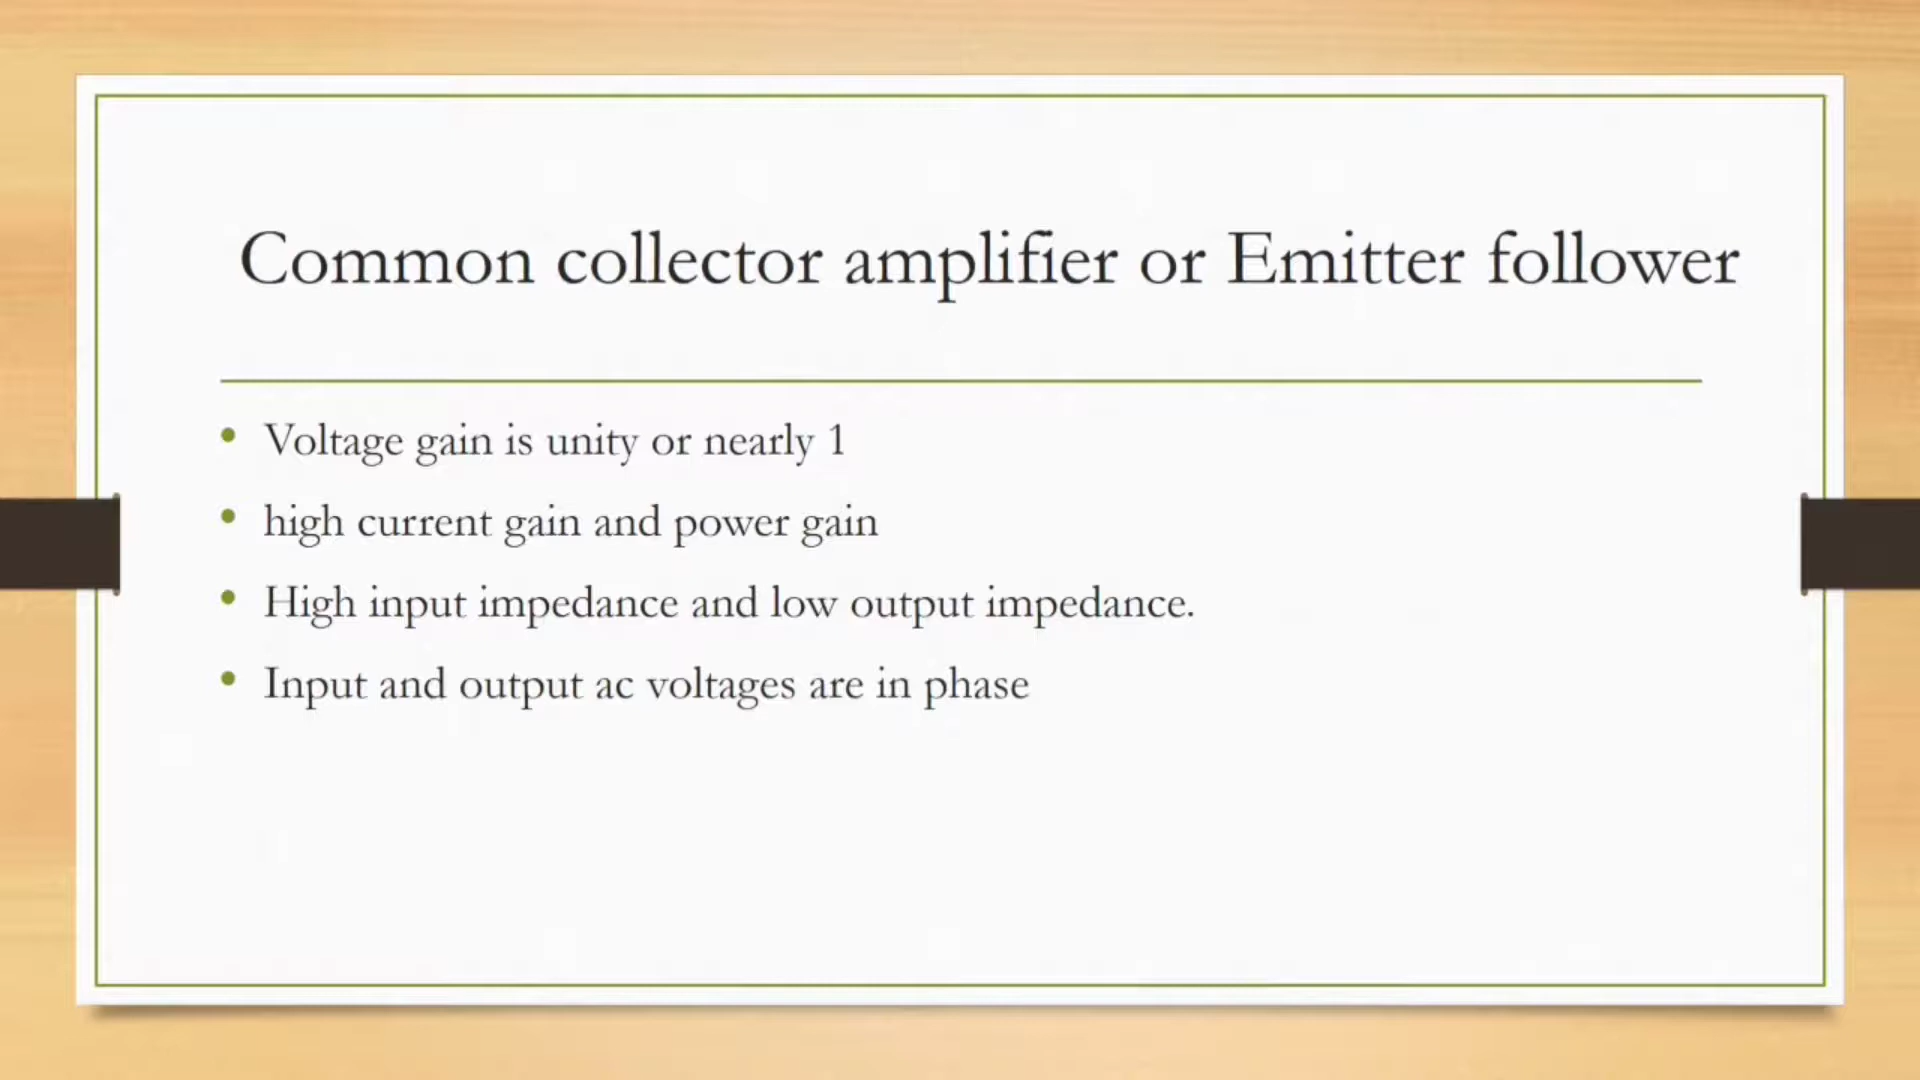 Common collector amplifier or Emitter follower
• Voltage gain is unity or nearly 1
• high current gain and power gain
• High input impedance and low output impedance.
• Input and output ac voltages are in phase